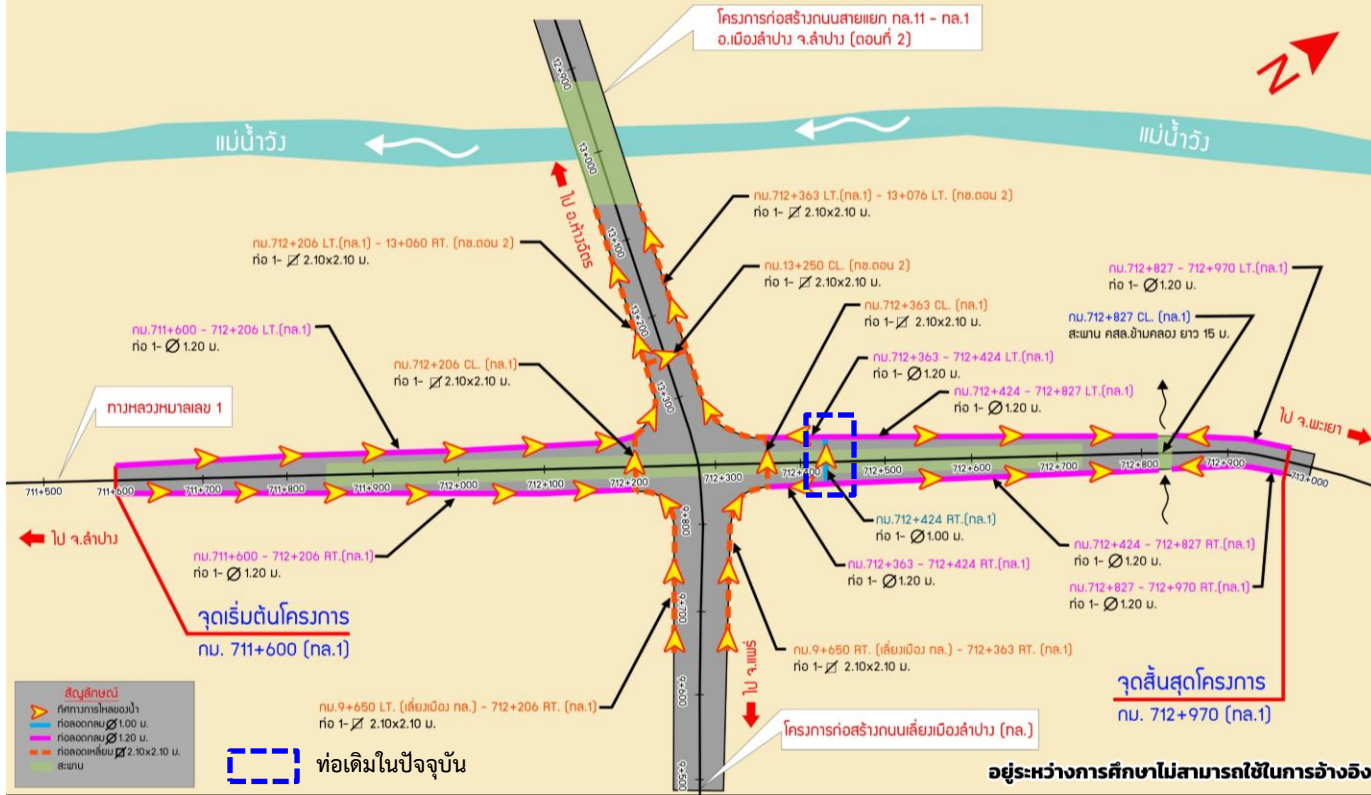 โครงการก่อสร้างถนนสายแยก ทล.11 - ทล.1
อ.เมืองลำปาง จ.ลำปาง (ตอนที่ 2)
N
แม่น้ำวัง
แม่น้ำวัง
12+900
13+000
13+100
13+200
13+300
ไป อ.ห้างฉัตร
กม.712+363 LT.(ทล.1) - 13+076 LT. (ทช.ตอน 2)
ท่อ 1- 2.10x2.10 ม.
กม.712+206 LT.(ทล.1) - 13+060 RT. (ทช.ตอน 2)
ท่อ 1- 2.10x2.10 ม.
กม.13+250 CL. (ทช.ตอน 2)
ท่อ 1- 2.10x2.10 ม.
กม.712+827 - 712+970 LT.(ทล.1)
ท่อ 1- Ø 1.20 ม.
กม.712+363 CL. (ทล.1)
ท่อ 1- 2.10x2.10 ม.
กม.712+827 CL. (ทล.1)
สะพาน คสล.ข้ามคลอง ยาว 15 ม.
กม.711+600 - 712+206 LT.(ทล.1)
ท่อ 1- Ø 1.20 ม.
กม.712+206 CL. (ทล.1)
ท่อ 1- 2.10x2.10 ม.
กม.712+363 - 712+424 LT.(ทล.1)
ท่อ 1- Ø 1.20 ม.
กม.712+424 - 712+827 LT.(ทล.1)
ท่อ 1- Ø 1.20 ม.
ทางหลวงหมายเลข 1
ไป จ.พะเยา
711+500
711+600
711+700
711+800
711+900
712+000
712+100
712+200
712+300
712+400
712+500
712+600
712+700
712+800
712+900
713+000
ไป จ.ลำปาง
9+800
9+700
9+600
9+500
กม.711+600 - 712+206 RT.(ทล.1)
ท่อ 1- Ø 1.20 ม.
กม.712+424 RT.(ทล.1)
ท่อ 1- Ø 1.00 ม.
กม.712+363 - 712+424 RT.(ทล.1)
ท่อ 1- Ø 1.20 ม.
กม.712+424 - 712+827 RT.(ทล.1)
ท่อ 1- Ø 1.20 ม.
กม.712+827 - 712+970 RT.(ทล.1)
ท่อ 1- Ø 1.20 ม.
จุดเริ่มต้นโครงการ
กม. 711+600 (ทล.1)
กม.9+650 RT. (เลี่ยงเมือง ทล.) - 712+363 RT. (ทล.1)
ท่อ 1- 2.10x2.10 ม.
ไป จ.แพร่
กม.9+650 LT. (เลี่ยงเมือง ทล.) - 712+206 RT. (ทล.1)
ท่อ 1- 2.10x2.10 ม.
จุดสิ้นสุดโครงการ
กม. 712+970 (ทล.1)
โครงการก่อสร้างถนนเลี่ยงเมืองลำปาง (ทล.)
สัญลักษณ์
ทิศทางการไหลของน้ำ
ท่อลอดกลม Ø 1.00 ม.
ท่อลอดกลม Ø 1.20 ม.
ท่อลอดเหลี่ยม 2.10x2.10 ม.
สะพาน
ท่อเดิมในปัจจุบัน
อยู่ระหว่างการศึกษาไม่สามารถใช้ในการอ้างอิง